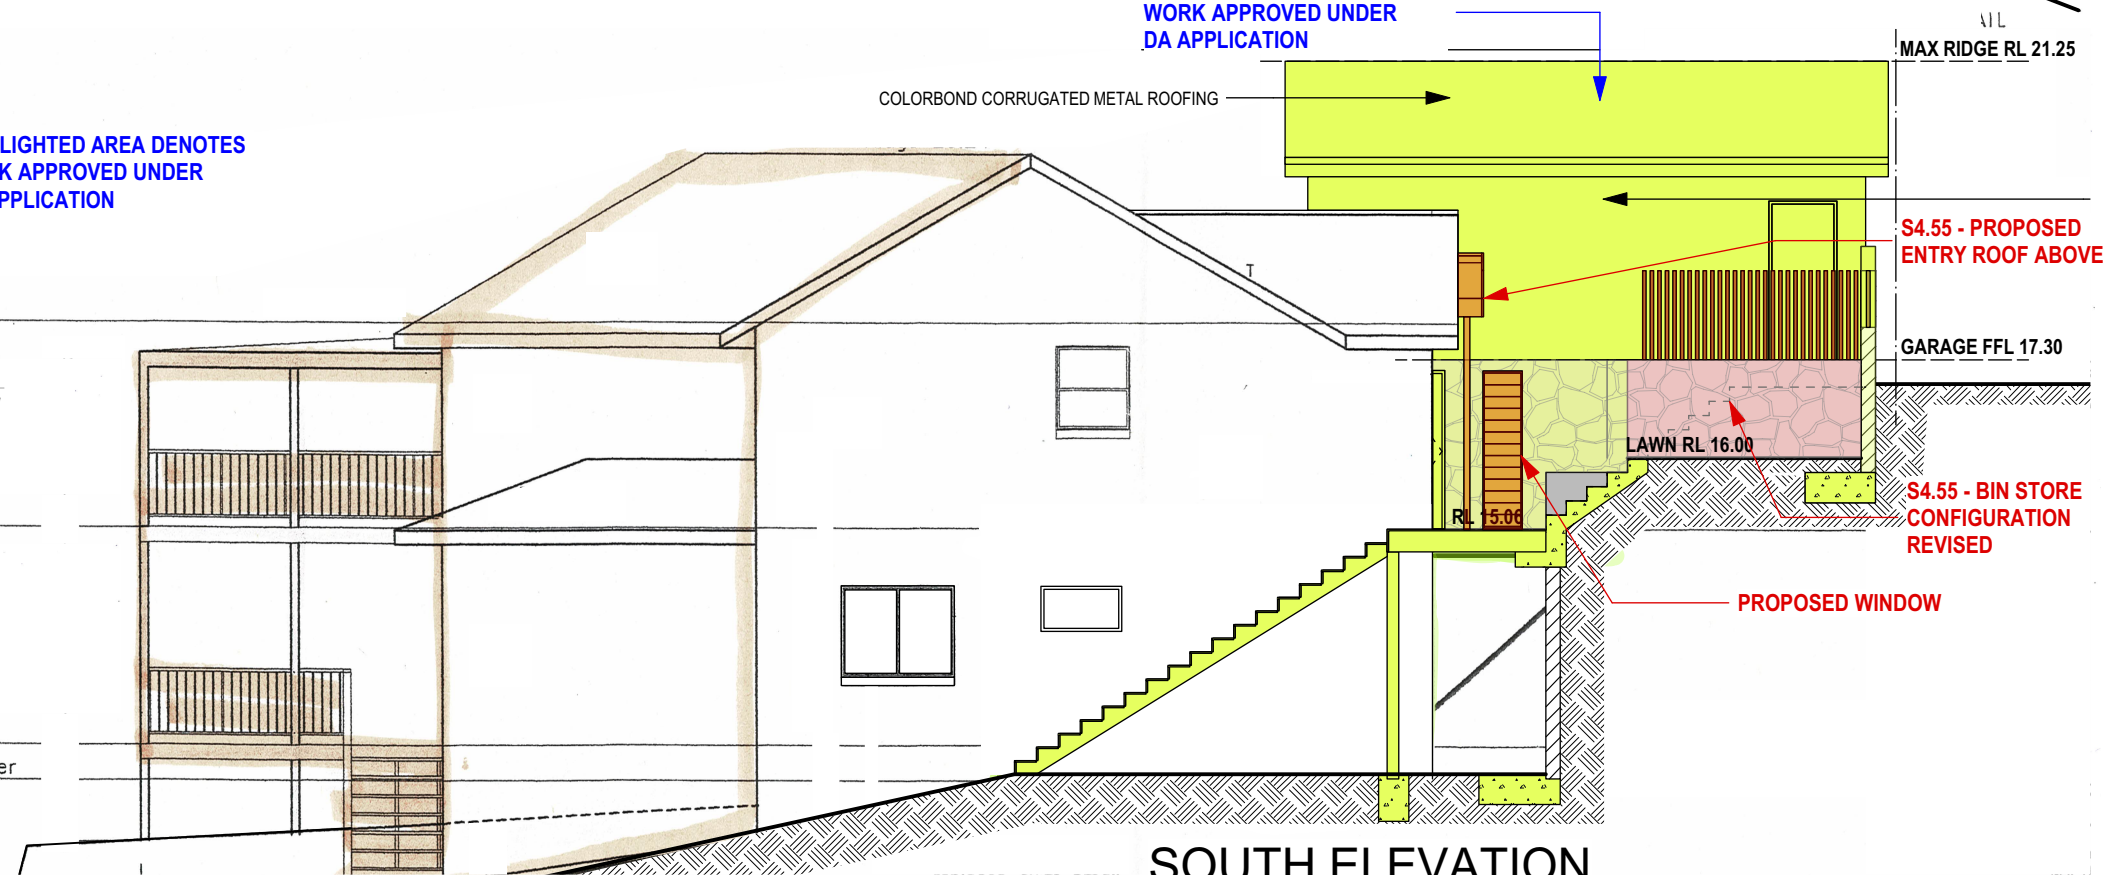 WORK APPROVED UNDER
DA APPLICATION
MAX RIDGE RL 21.25
COLORBOND CORRUGATED METAL ROOFING
LIGHTED AREA DENOTES
K APPROVED UNDER
PPLICATION
S4.55 - PROPOSED
ENTRY ROOF ABOVE
T
GARAGE FFL 17.30
LAWN RL 16.00
S4.55 - BIN STORE
CONFIGURATION
REVISED
RL 15.06
PROPOSED WINDOW
er
SOUTH ELEVATION